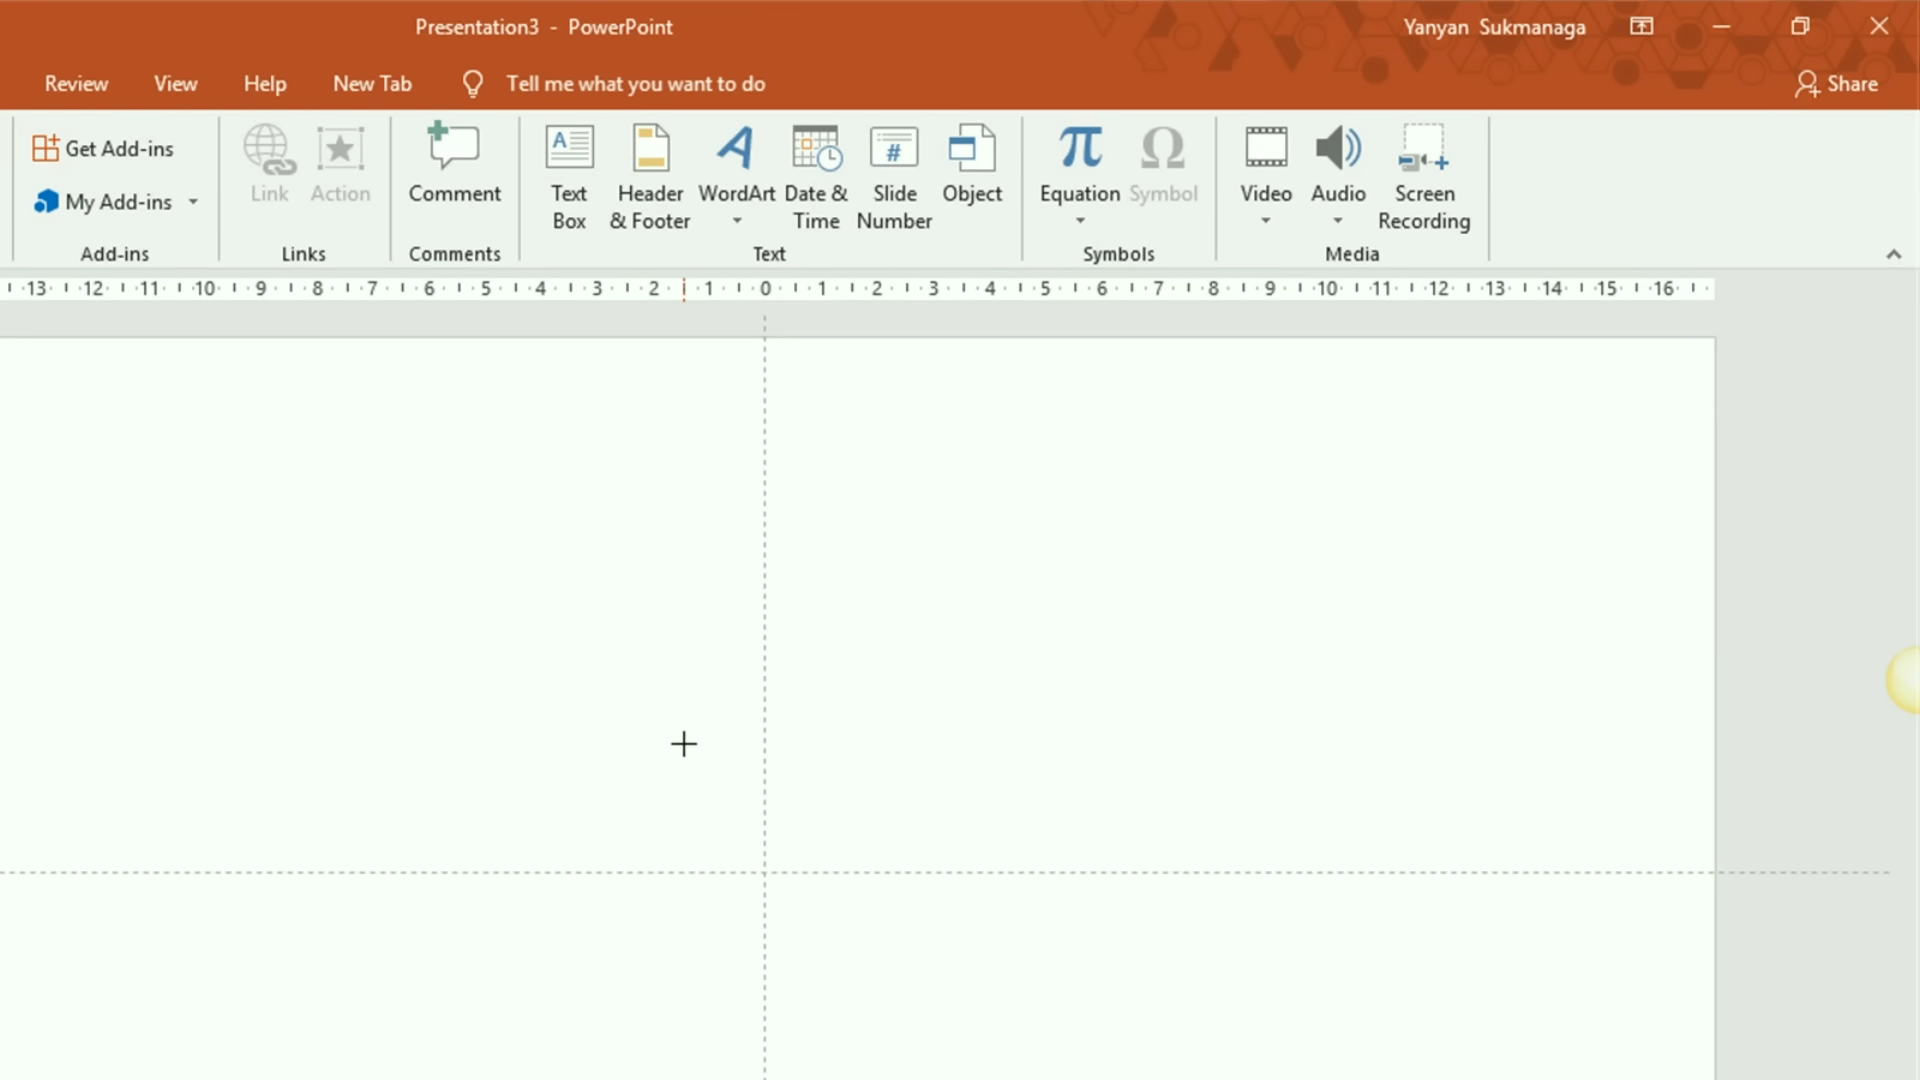 Presentation3 - PowerPoint
Yanyan Sukmanaga
Review View Help New Tab Tell me what you want to do
Share
Get Add-ins
My Add-ins
Add-ins
Link
Action
Links
Comment
Comments
Text
Box
Header
& Footer
WordArt
Date &
Time
Slide
Number
Object
Text
Equation
Symbol
Symbols
Video
Audio
Screen
Recording
Media
13 12 11 10 9 8 7 6 5 4 3 2 1 0 1 2 3 4 5 6 7 8 9 10 11 12 13 14 15 16